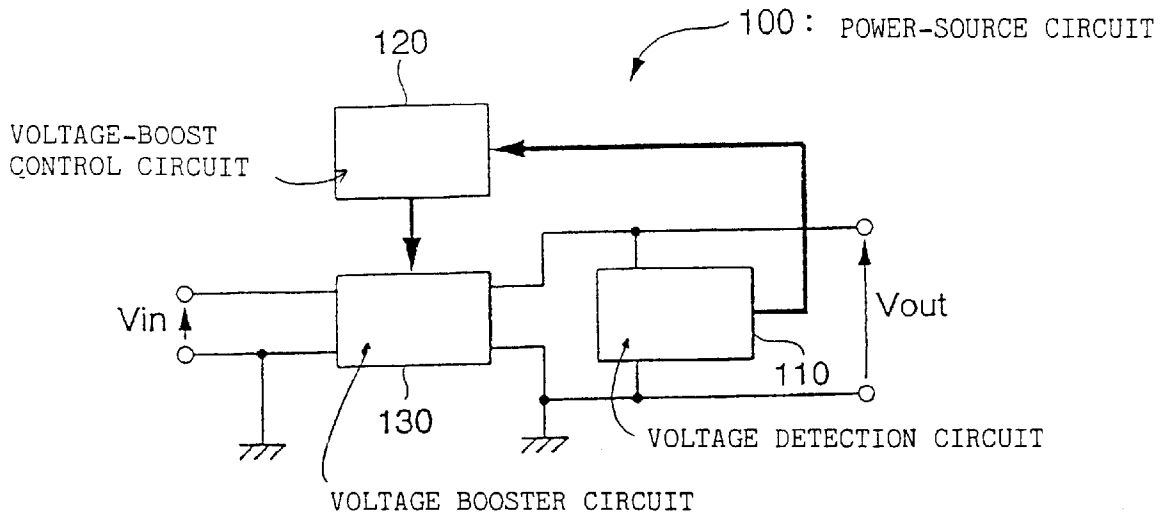 100: POWER-SOURCE CIRCUIT
120
VOLTAGE-BOOST
CONTROL CIRCUIT
Vin
Vout
110
130
VOLTAGE DETECTION CIRCUIT
VOLTAGE BOOSTER CIRCUIT